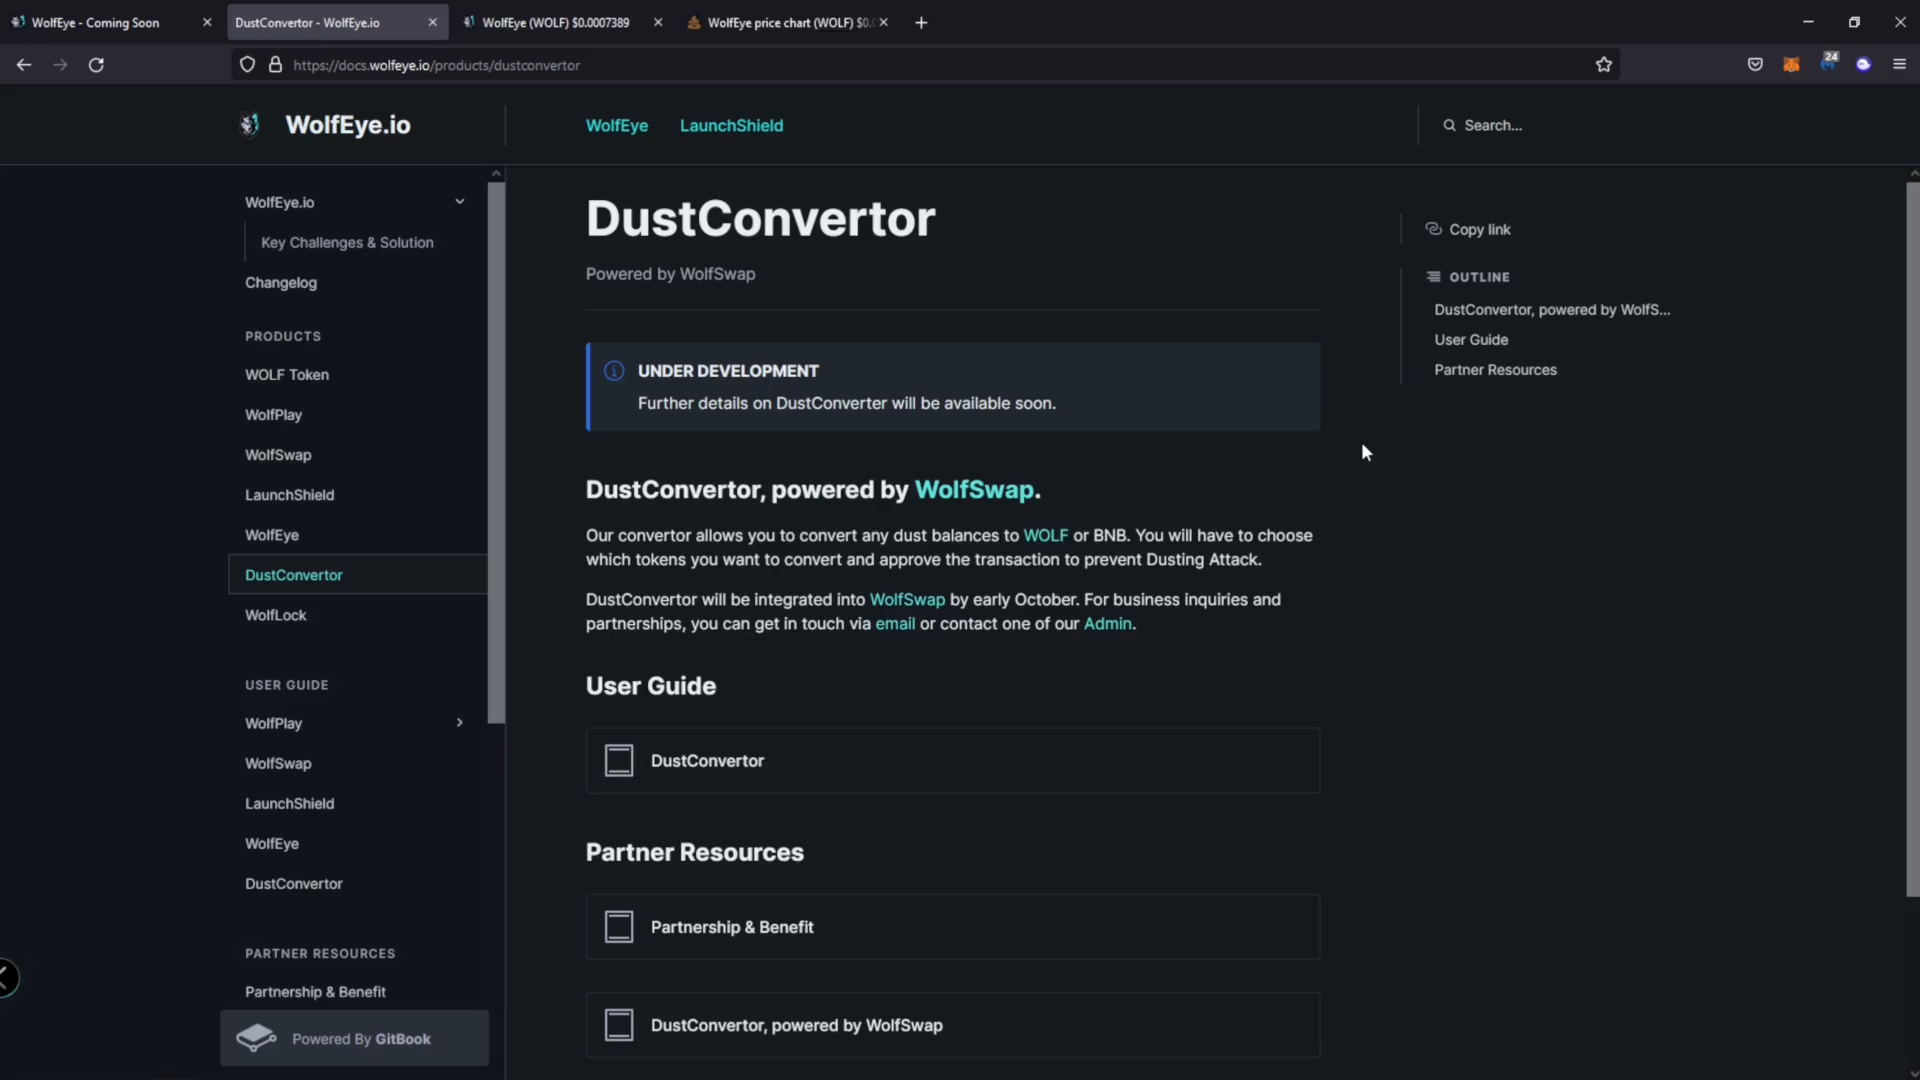 WolfEye - Coming Soon
DustConvertor - WolfEye.io
WolfEye (WOLF) $0.0007389
WolfEye price chart (WOLF) $0.
https://docs.wolfeye.io/products/dustconvertor
24
WolfEye.io
WolfEye
LaunchShield
Search...
WolfEye.io
Key Challenges & Solution
Changelog
PRODUCTS
WOLF Token
WolfPlay
WolfSwap
LaunchShield
WolfEye
DustConvertor
WolfLock
USER GUIDE
WolfPlay
WolfSwap
LaunchShield
WolfEye
DustConvertor
PARTNER RESOURCES
Partnership & Benefit
Powered By GitBook
DustConvertor
Powered by WolfSwap
UNDER DEVELOPMENT
Further details on DustConverter will be available soon.
DustConvertor, powered by WolfSwap.
Our convertor allows you to convert any dust balances to WOLF or BNB. You will have to choose
which tokens you want to convert and approve the transaction to prevent Dusting Attack.
DustConvertor will be integrated into WolfSwap by early October. For business inquiries and
partnerships, you can get in touch via email or contact one of our Admin.
User Guide
DustConvertor
Partner Resources
Partnership & Benefit
DustConvertor, powered by WolfSwap
Copy link
OUTLINE
DustConvertor, powered by WolfS...
User Guide
Partner Resources